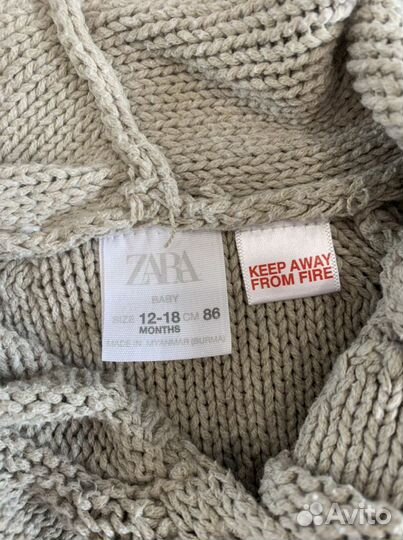 ZARA
BABY
SIZE 12-18 CM 86
MONTHS
MADE IN MYANMAR (BURMA)
KEEP AWAY
FROM FIRE
Avito